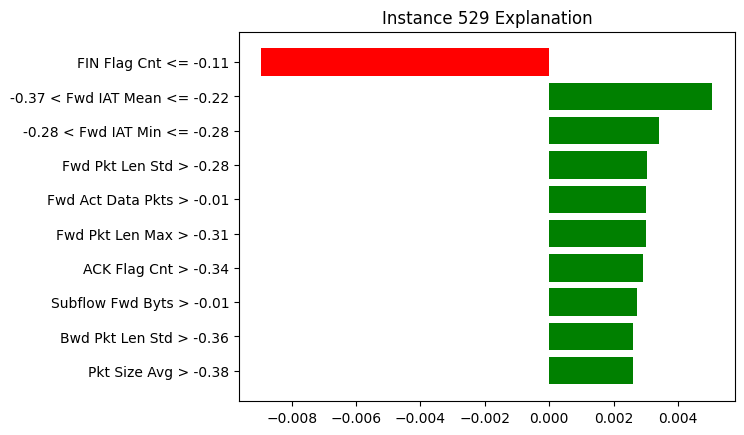 Instance 529 Explanation
FIN Flag Cnt <= -0.11
-0.37 < Fwd IAT Mean <= -0.22
-0.28 < Fwd IAT Min <= -0.28
Fwd Pkt Len Std > -0.28
Fwd Act Data Pkts > -0.01
Fwd Pkt Len Max > -0.31
ACK Flag Cnt > -0.34
Subflow Fwd Byts > -0.01
Bwd Pkt Len Std > -0.36
Pkt Size Avg > -0.38
−0.008 −0.006 −0.004 −0.002 0.000 0.002 0.004